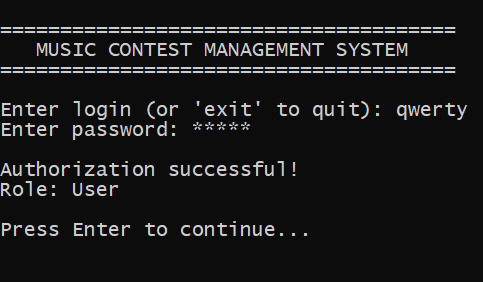 ======================================
MUSIC CONTEST MANAGEMENT SYSTEM
======================================
Enter login (or 'exit' to quit): qwerty
Enter password: *****
Authorization successful!
Role: User
Press Enter to continue...